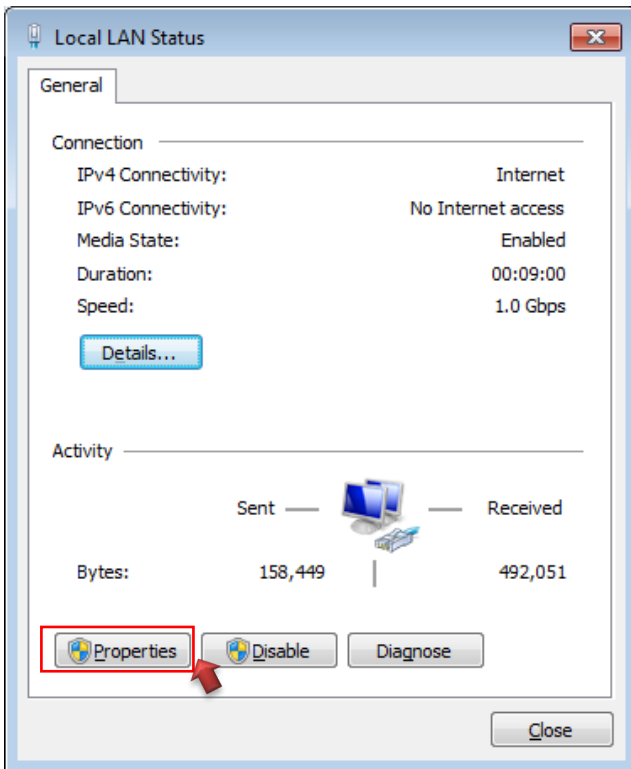 Local LAN Status
General
Connection
IPv4 Connectivity: Internet
IPv6 Connectivity: No Internet access
Media State: Enabled
Duration: 00:09:00
Speed: 1.0 Gbps
Details...
Activity
Sent Received
Bytes: 158,449 492,051
Properties Disable Diagnose
Close